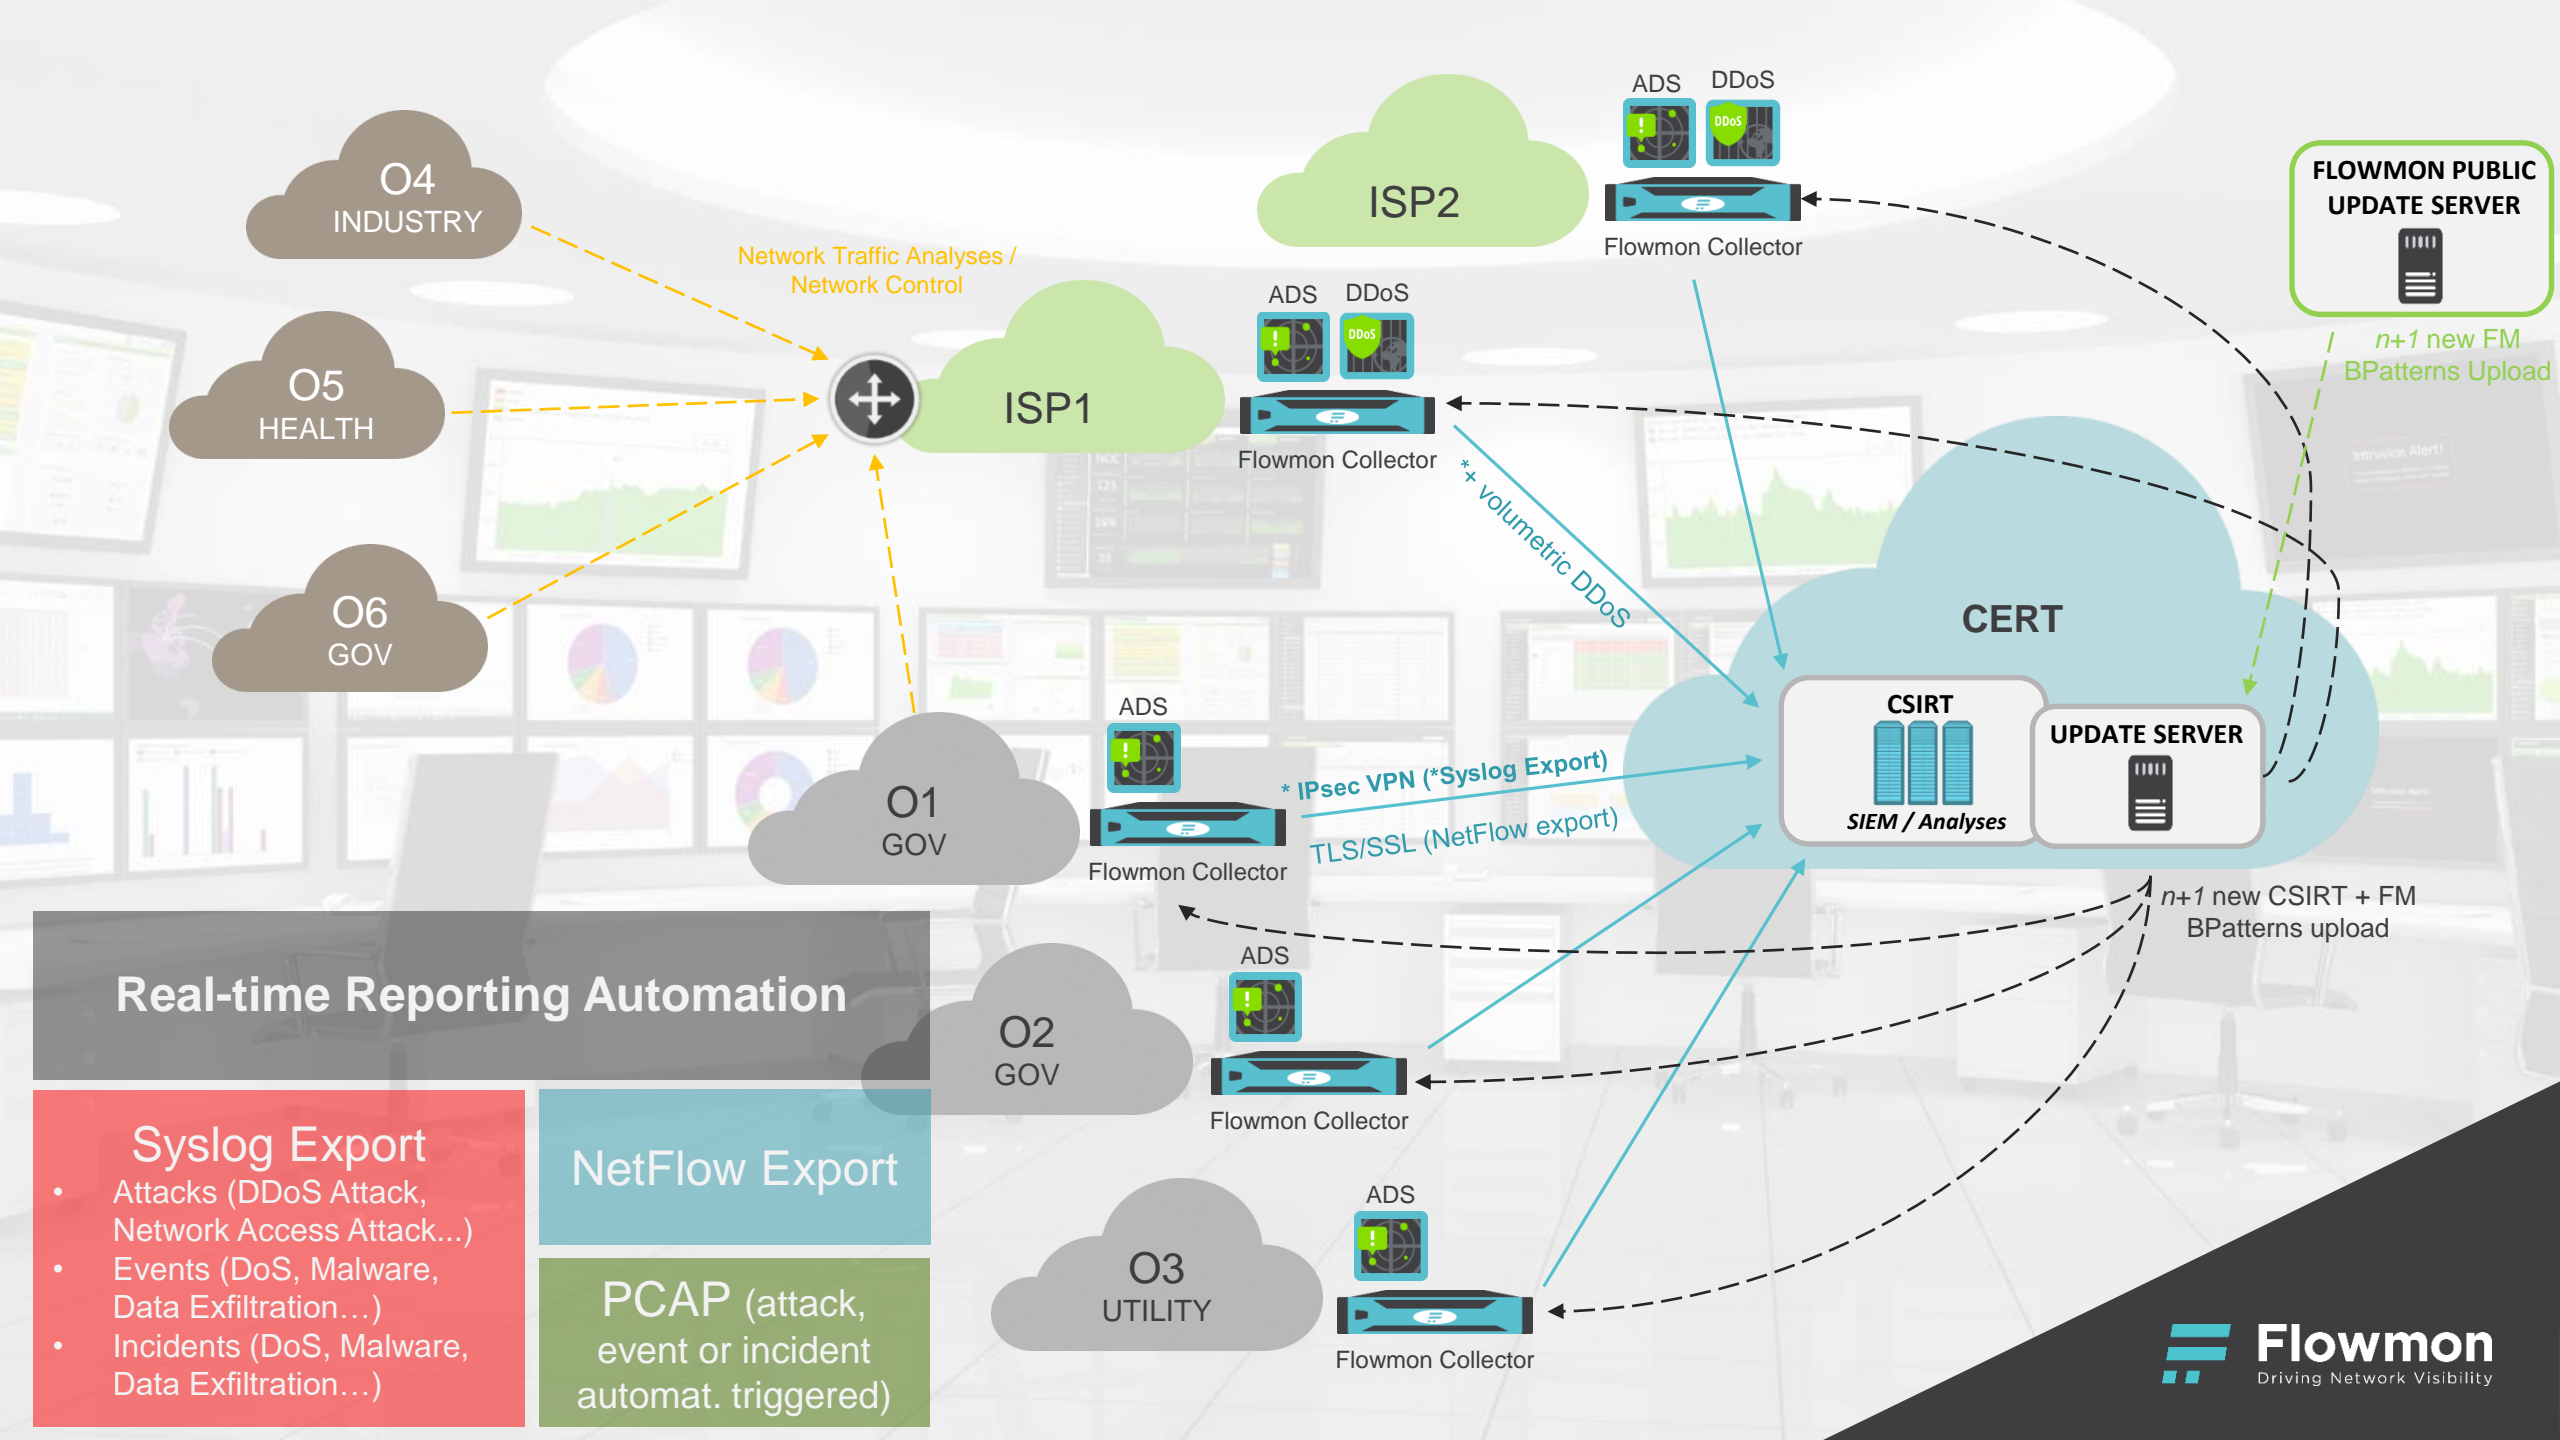 ADS
DDoS
DDoS
ISP2
Flowmon Collector
FLOWMON PUBLIC
UPDATE SERVER
n+1 new FM
BPatterns Upload
O4
INDUSTRY
Network Traffic Analyses /
Network Control
O5
HEALTH
O6
GOV
ISP1
ADS
DDoS
DDoS
Flowmon Collector
*+ volumetric DDoS
Intrusion Alert!
CERT
CSIRT
SIEM / Analyses
UPDATE SERVER
ADS
O1
GOV
Flowmon Collector
* IPsec VPN (*Syslog Export)
TLS/SSL (NetFlow export)
n+1 new CSIRT + FM
BPatterns upload
ADS
O2
GOV
Flowmon Collector
ADS
O3
UTILITY
Flowmon Collector
Real-time Reporting Automation
Syslog Export
• Attacks (DDoS Attack,
Network Access Attack...)
• Events (DoS, Malware,
Data Exfiltration…)
• Incidents (DoS, Malware,
Data Exfiltration…)
NetFlow Export
PCAP (attack,
event or incident
automat. triggered)
Flowmon
Driving Network Visibility